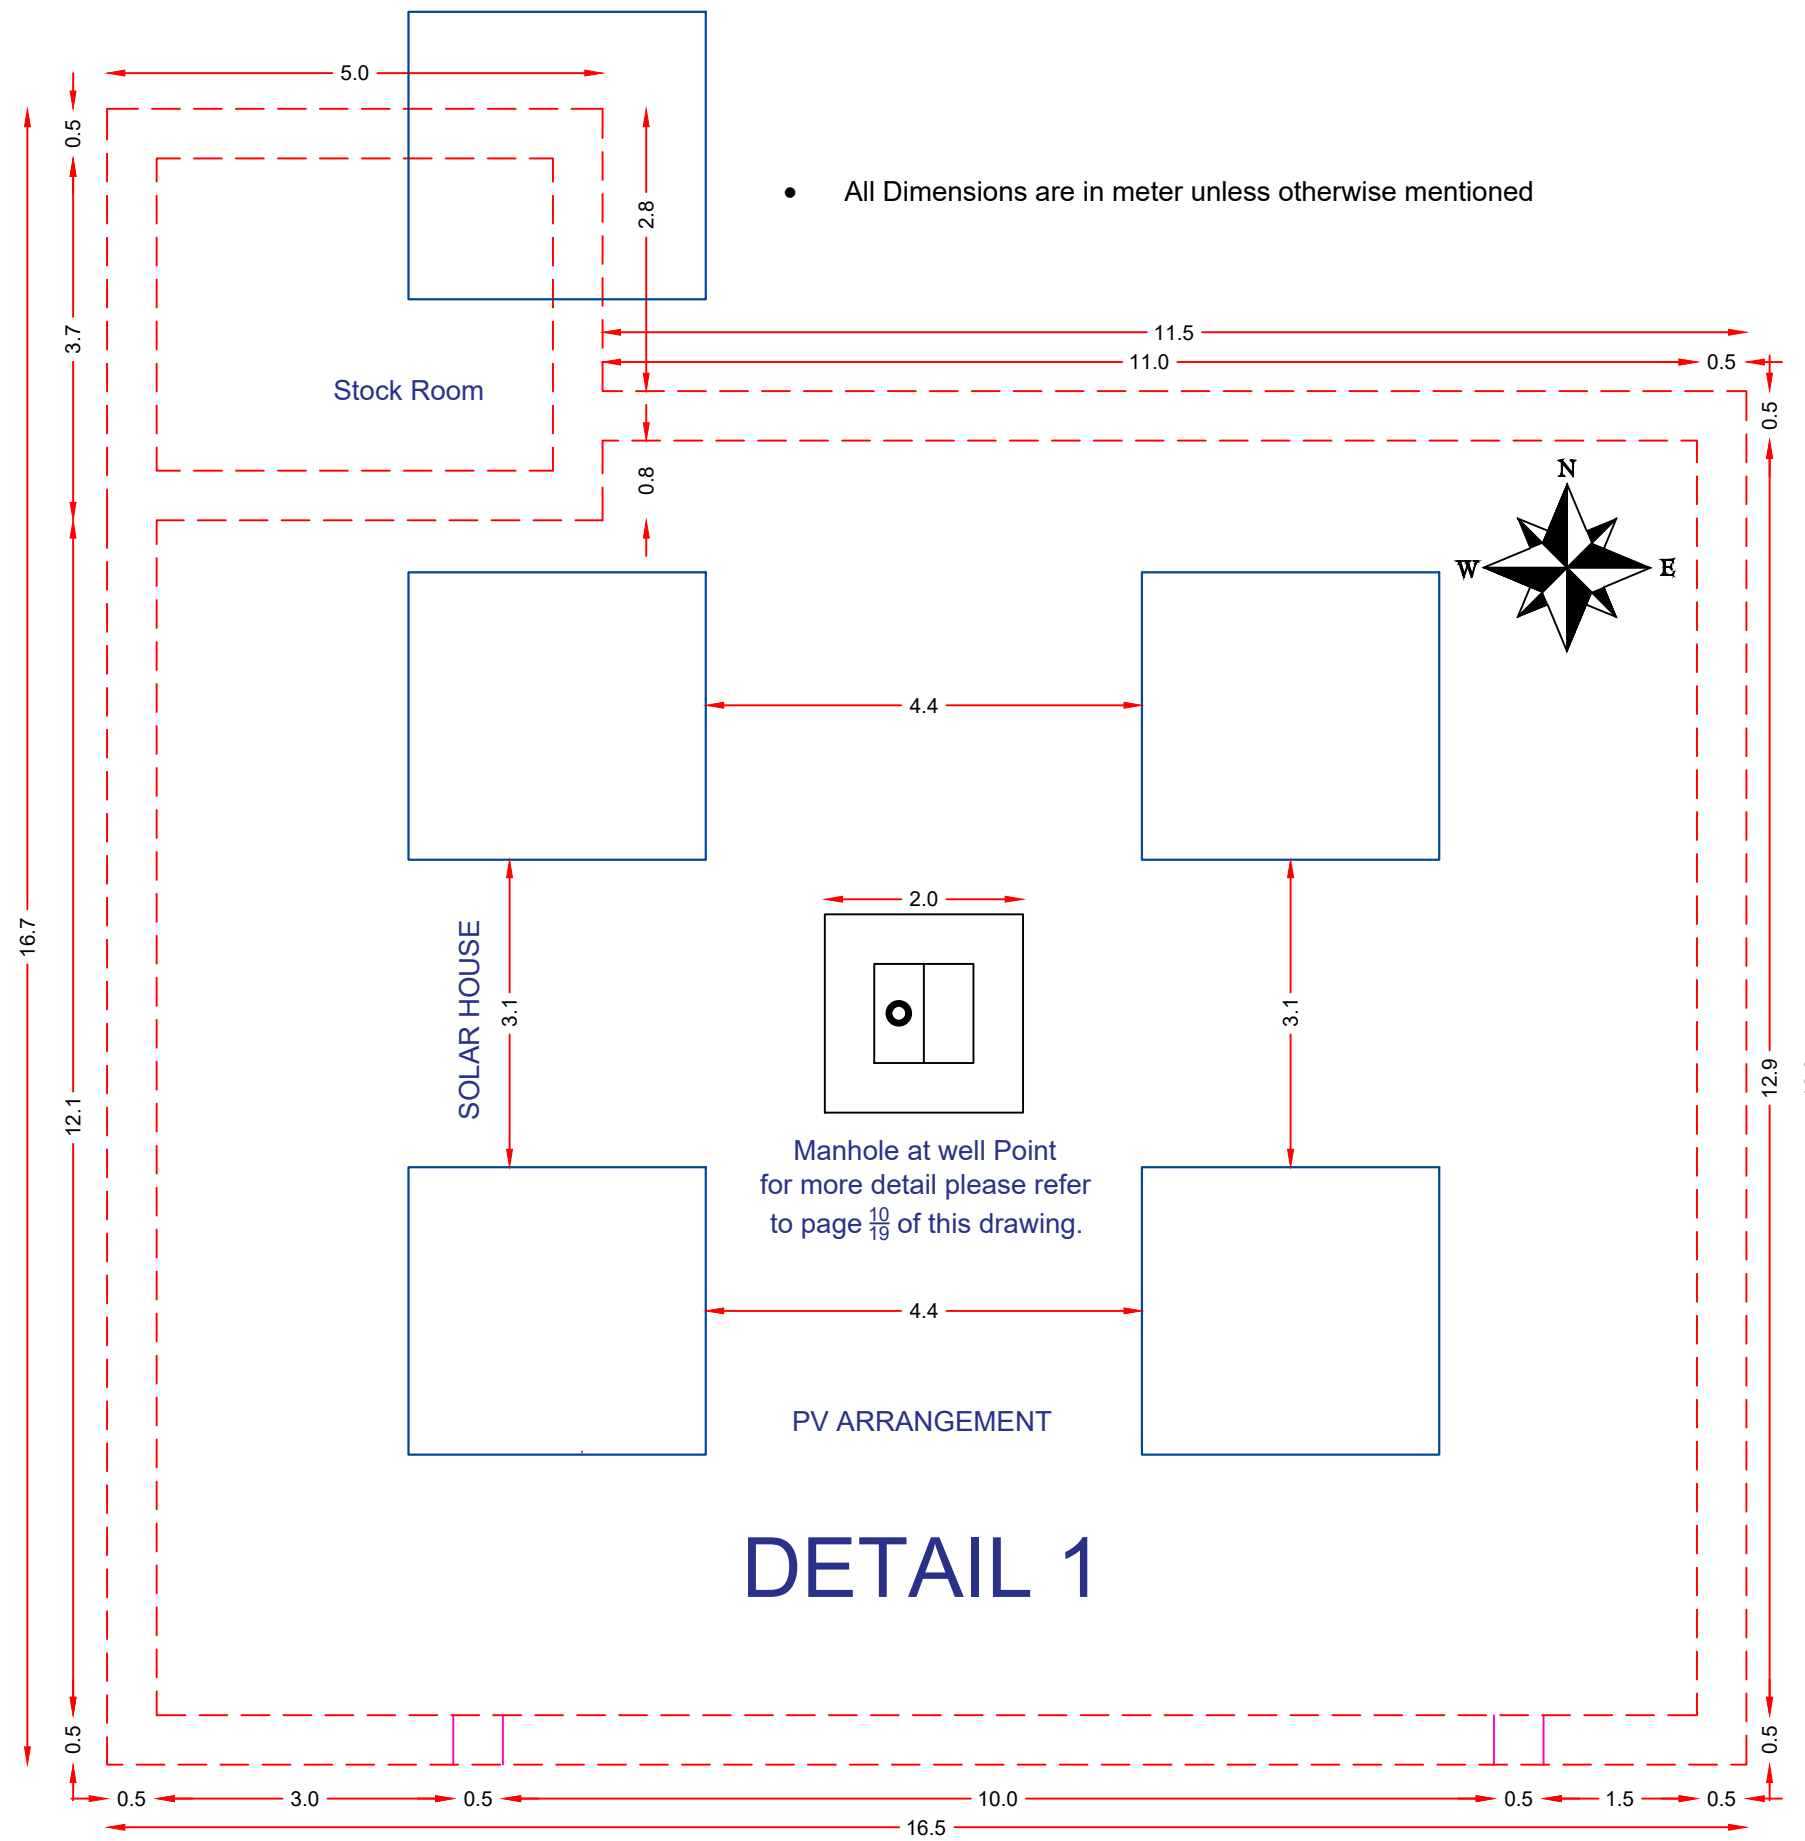 5.0
0.5
2.8
• All Dimensions are in meter unless otherwise mentioned
3.7
11.5
11.0
0.5
0.5
Stock Room
0.8
N
W
E
4.4
2.0
16.7
SOLAR HOUSE
3.1
3.1
12.1
12.9
Manhole at well Point
for more detail please refer
to page 10/19 of this drawing.
4.4
PV ARRANGEMENT
DETAIL 1
0.5
0.5
0.5
3.0
0.5
10.0
0.5
1.5
0.5
16.5